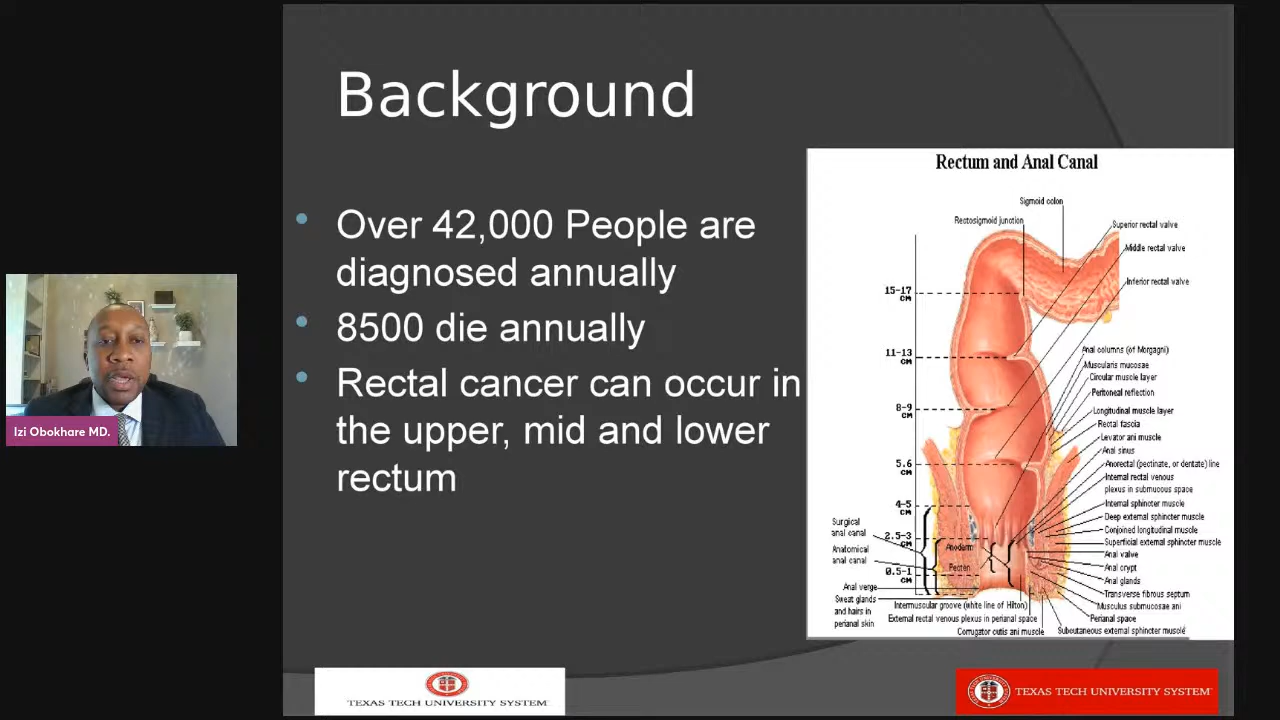 Background
Over 42,000 People are
diagnosed annually
8500 die annually
Rectal cancer can occur in
the upper, mid and lower
rectum
Izi Obokhare MD.
Rectum and Anal Canal
Sigmoid colon
Rectosigmoid junction
Superior rectal valve
Middle rectal valve
Inferior rectal valve
15-17
CM
11-13
CM
8-9
CM
5.6
CM
4-5
CM
2.5-3
CM
0.5-1
CM
Anal columns (of Morgagni)
Muscularis mucosae
Circular muscle layer
Peritoneal reflection
Longitudinal muscle layer
Rectal fascia
Levator ani muscle
Anal sinus
Anorectal (pectinate, or dentate) line
Internal rectal venous
plexus in submucous space
Internal sphincter muscle
Deep external sphincter muscle
Conjoined longitudinal muscle
Superficial external sphincter muscle
Anal valve
Anal crypt
Anal glands
Transverse fibrous septum
Musculus submucosae ani
Perianal space
Subcutaneous external sphincter muscle
Surgical
anal canal
Anatomical
anal canal
Anoderm
Pecten
Anal verge
Sweat glands
and hairs in
perianal skin
Intermuscular groove (white line of Hilton)
External rectal venous plexus in perianal space
Corrugator cutis ani muscle
TEXAS TECH UNIVERSITY SYSTEM
TEXAS TECH UNIVERSITY SYSTEM